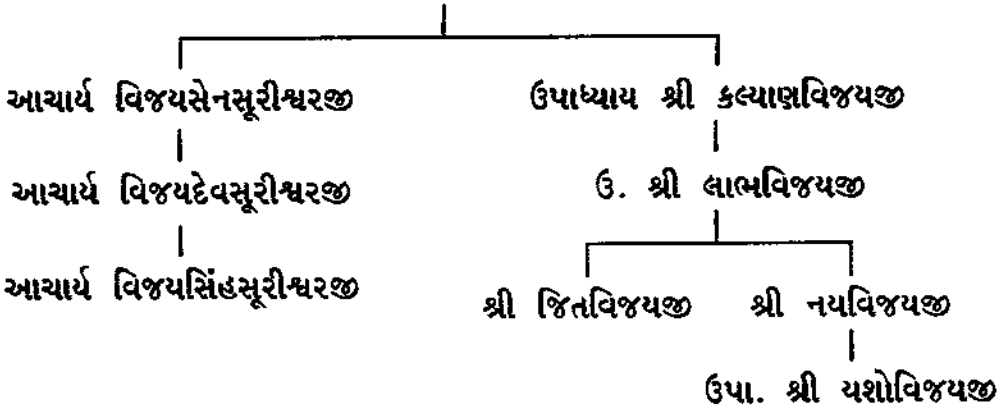 આચાર્ય વિજયસેનસૂરીશ્વરજી
ઉપાધ્યાય શ્રી કલ્યાણવિજયજી
આચાર્ય વિજયદેવસૂરીશ્વરજી
ઉ. શ્રી લાભવિજયજી
આચાર્ય વિજયસિંહસૂરીશ્વરજી
શ્રી જિતવિજયજી
શ્રી નયવિજયજી
ઉપા. શ્રી યશોવિજયજી